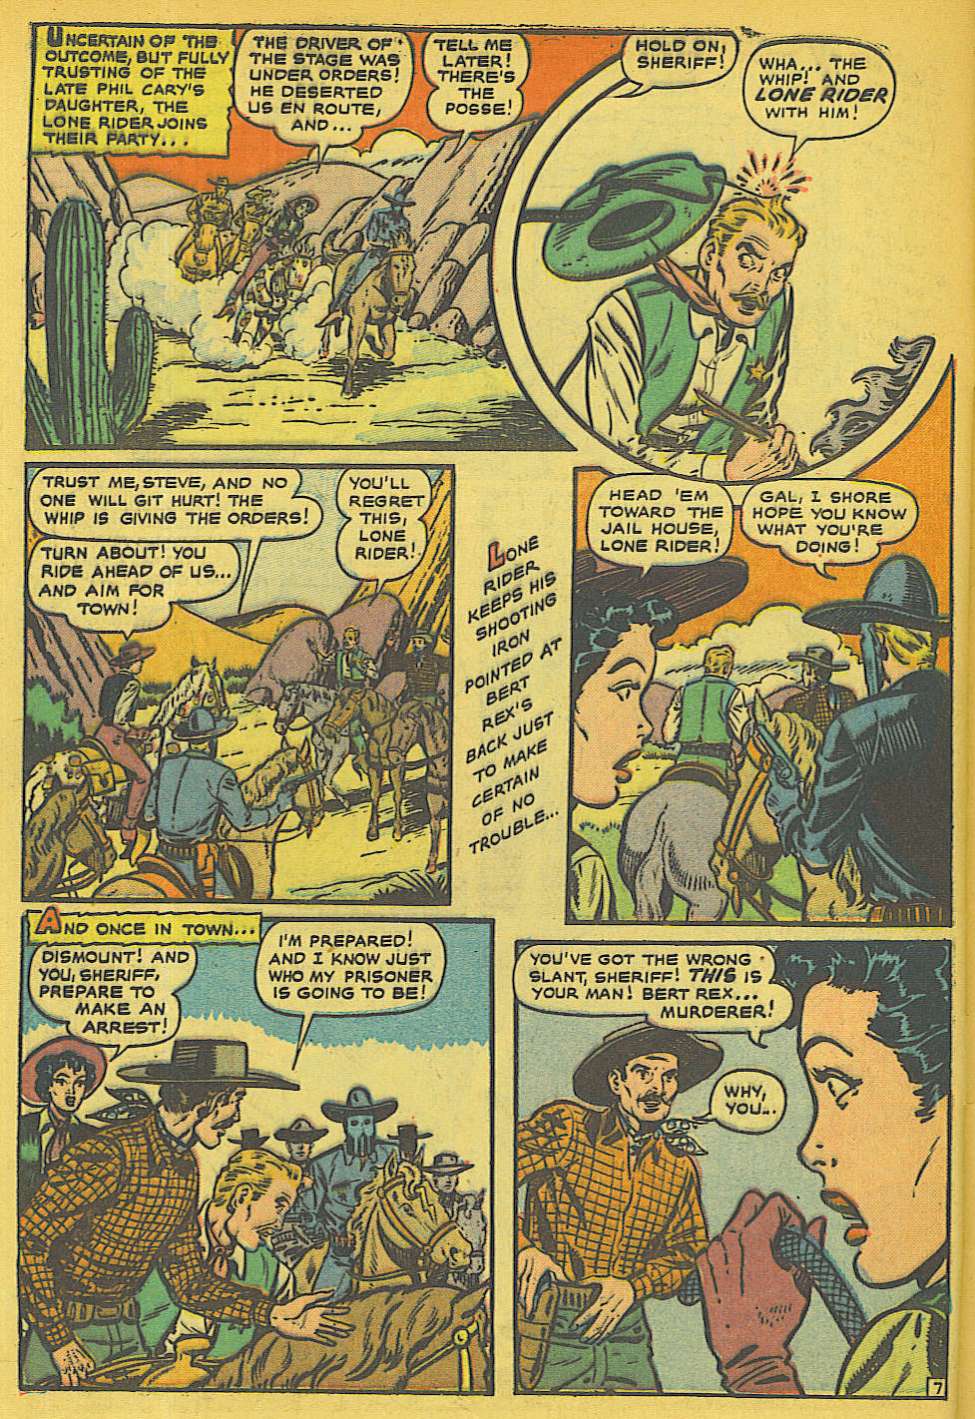 UNCERTAIN OF THE
OUTCOME, BUT FULLY
TRUSTING OF THE
LATE PHIL CARY'S
DAUGHTER, THE
LONE RIDER JOINS
THEIR PARTY...
THE DRIVER OF
THE STAGE WAS
UNDER ORDERS!
HE DESERTED
US EN ROUTE,
AND...
TELL ME
LATER!
THERE'S
THE
POSSE!
HOLD ON,
SHERIFF!
WHA... THE
WHIP! AND
LONE RIDER
WITH HIM!
TRUST ME, STEVE, AND NO
ONE WILL GIT HURT! THE
WHIP IS GIVING THE ORDERS!
YOU'LL
REGRET
THIS,
LONE
RIDER!
TURN ABOUT! YOU
RIDE AHEAD OF US...
AND AIM FOR
TOWN!
LONE
RIDER
KEEPS HIS
SHOOTING
IRON
POINTED AT
BERT
REX'S
BACK JUST
TO MAKE
CERTAIN
OF NO
TROUBLE...
HEAD 'EM
TOWARD THE
JAIL HOUSE,
LONE RIDER!
GAL, I SHORE
HOPE YOU KNOW
WHAT YOU'RE
DOING!
AND ONCE IN TOWN...
DISMOUNT! AND
YOU, SHERIFF,
PREPARE TO
MAKE AN
ARREST!
I'M PREPARED!
AND I KNOW JUST
WHO MY PRISONER
IS GOING TO BE!
YOU'VE GOT THE WRONG
SLANT, SHERIFF! THIS IS
YOUR MAN! BERT REX...
MURDERER!
WHY,
YOU...
7